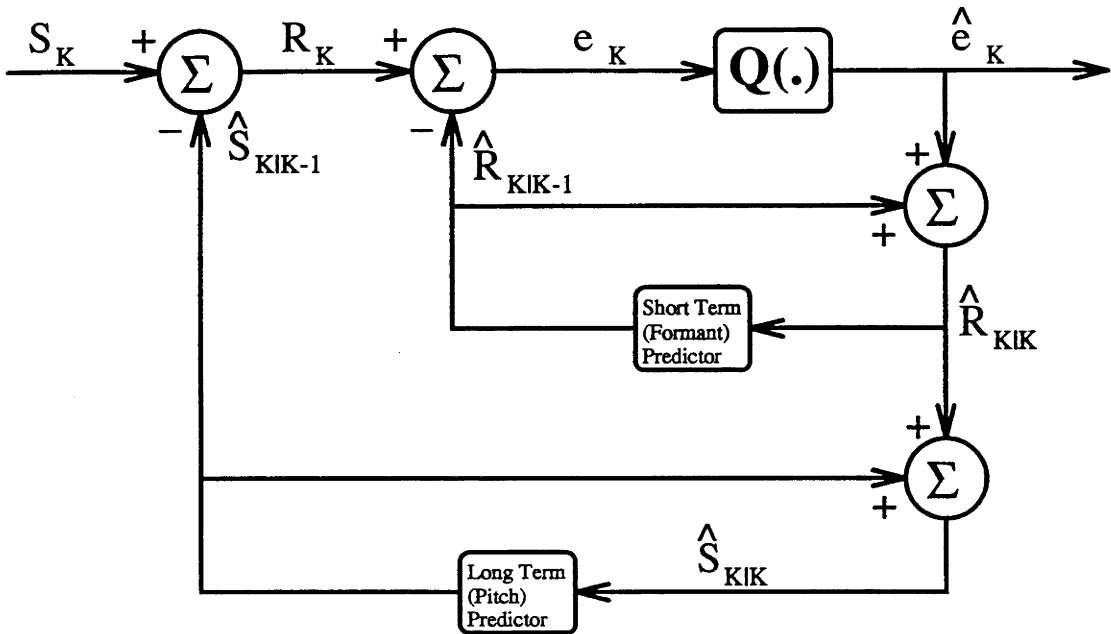 S_K + Σ R_K + Σ e_K Q(.) ê_K
− Ŝ_K|K-1 − R̂_K|K-1 +
+ Σ
Short Term
(Formant)
Predictor
R̂_K|K
+
+ Σ
Ŝ_K|K
Long Term
(Pitch)
Predictor